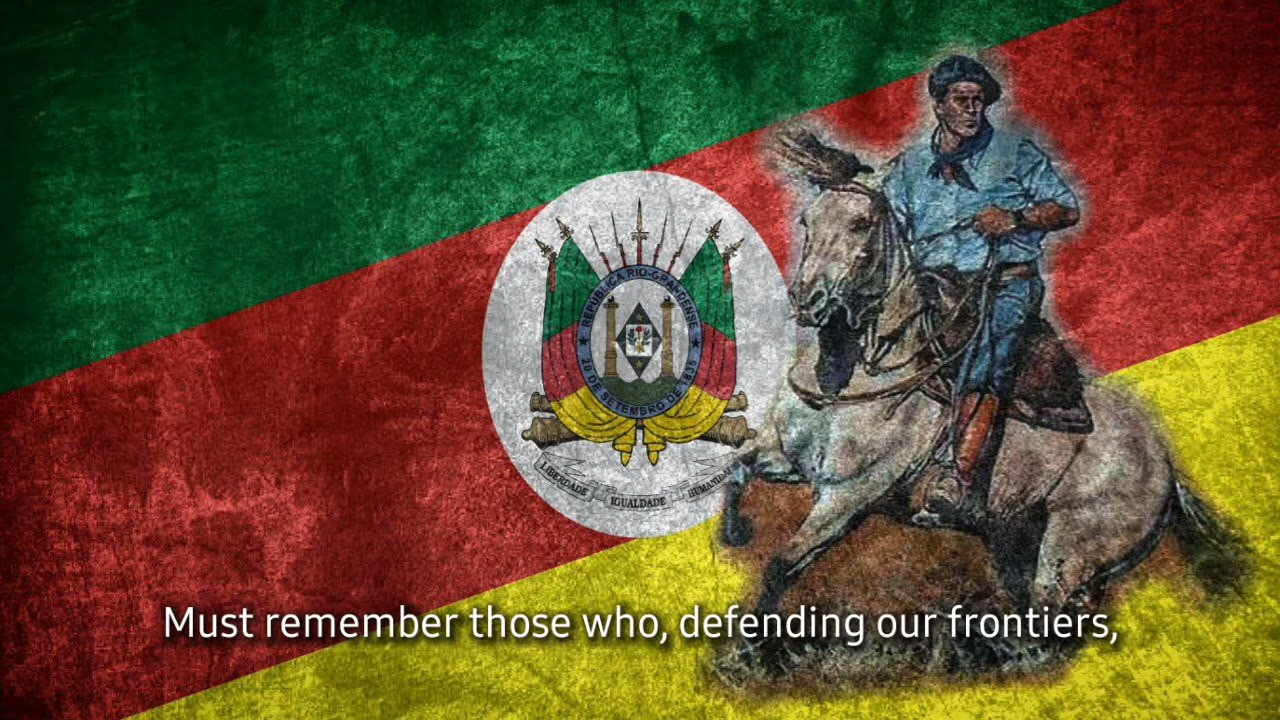 REPÚBLICA RIO-GRANDENSE
20 DE SETEMBRO DE 1835
LIBERDADE IGUALDADE HUMANIDADE
Must remember those who, defending our frontiers,